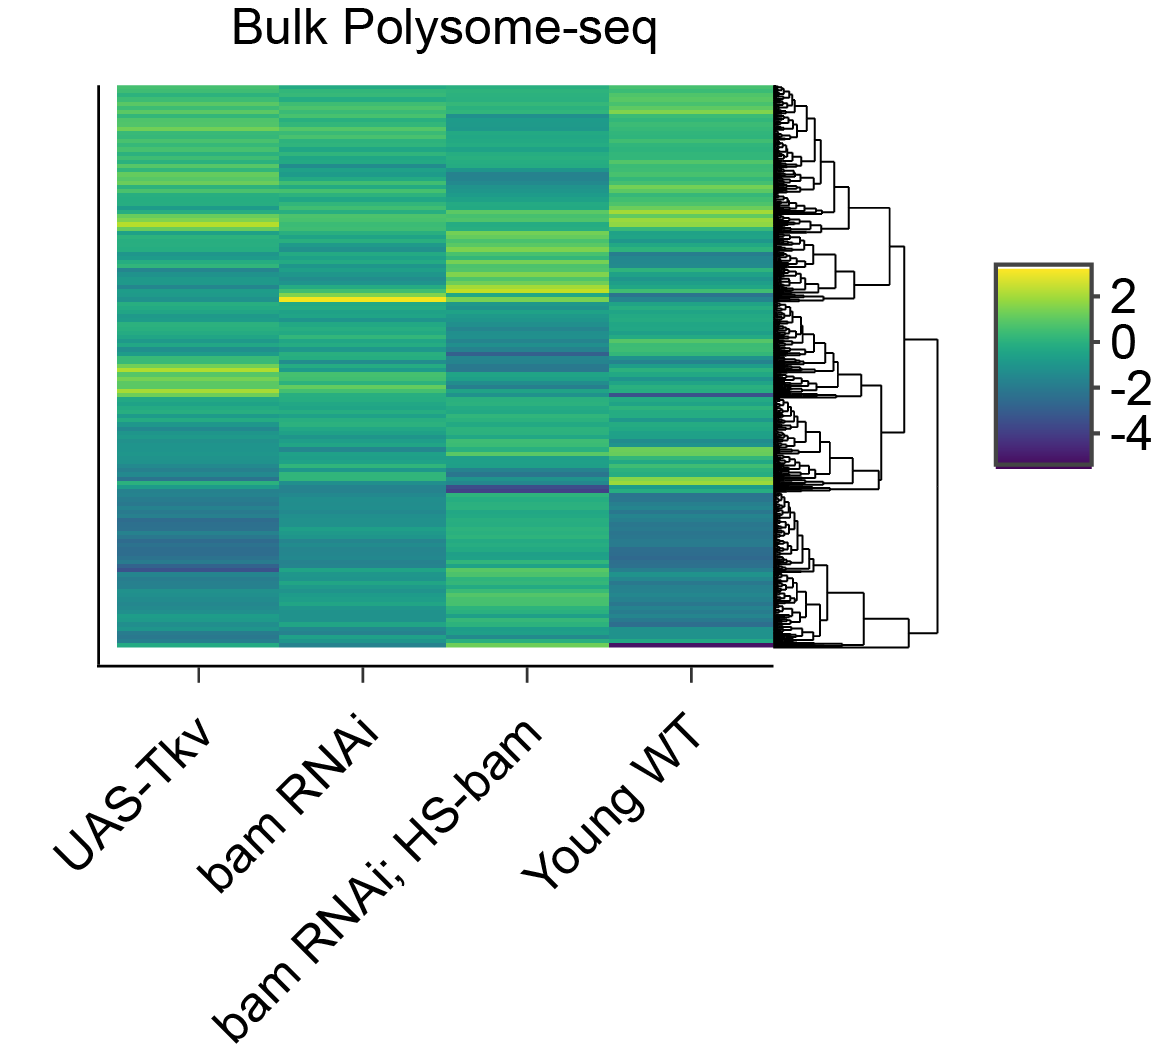 Bulk Polysome-seq
2
0
-2
-4
UAS-Tkv
bam RNAi
bam RNAi; HS-bam
Young WT